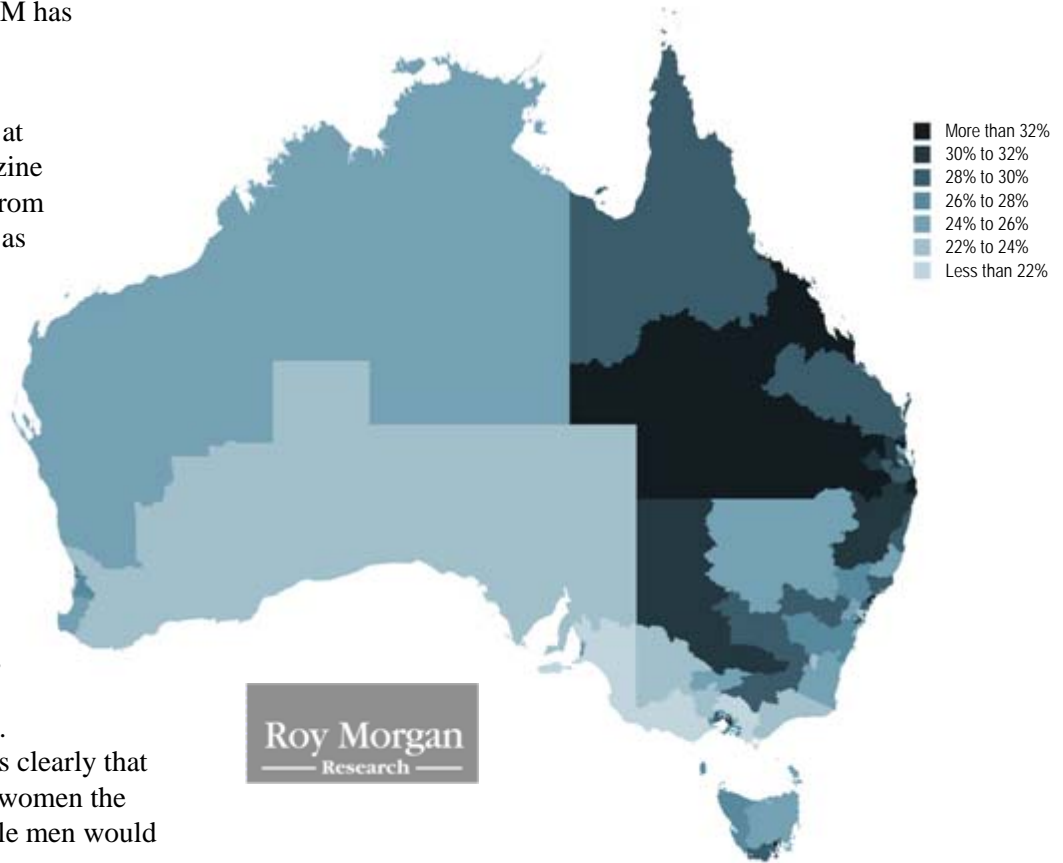 M has
at
zine
rom
as
.
s clearly that
women the
le men would
More than 32%
30% to 32%
28% to 30%
26% to 28%
24% to 26%
22% to 24%
Less than 22%
Roy Morgan
Research